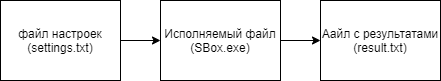 файл настроек
(settings.txt)
Исполняемый файл
(SBox.exe)
Аайл с результатами
(result.txt)